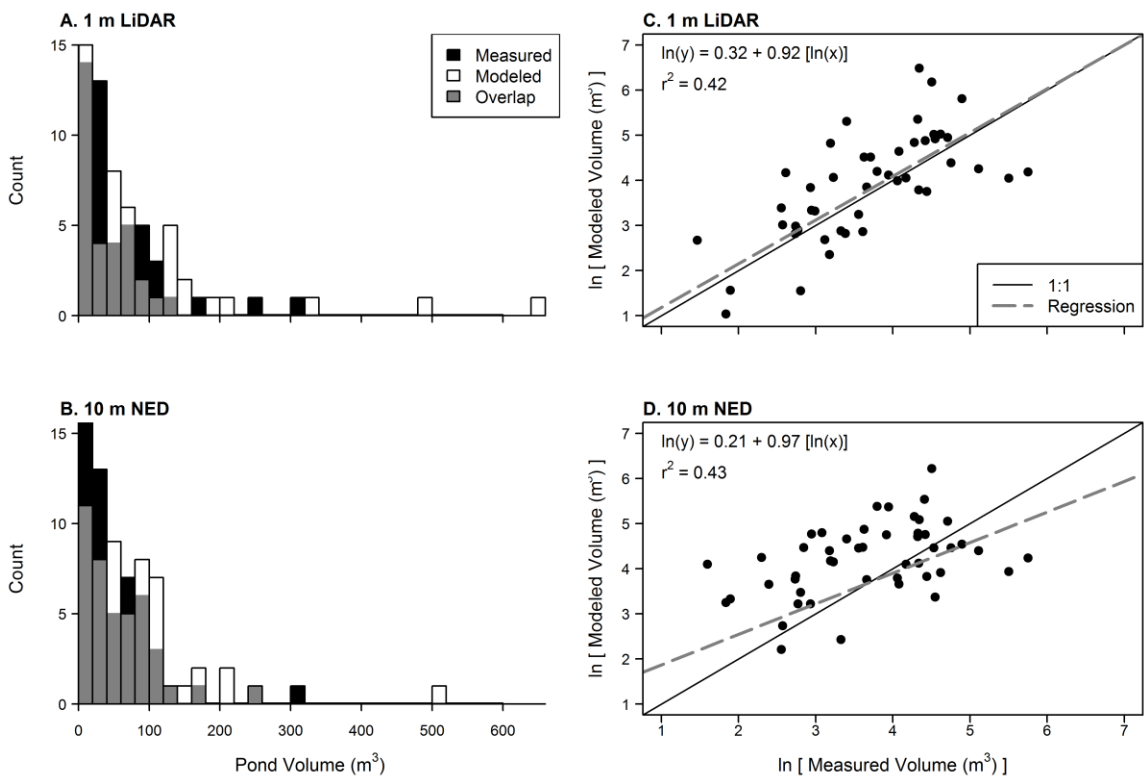 A. 1 m LiDAR
15
10
5
0
Count
Measured
Modeled
Overlap
C. 1 m LiDAR
ln(y) = 0.32 + 0.92 [ln(x)]
r² = 0.42
7
6
5
4
3
2
1
ln [ Modeled Volume (m³) ]
1:1
Regression
B. 10 m NED
15
10
5
0
Count
0 100 200 300 400 500 600
Pond Volume (m³)
D. 10 m NED
ln(y) = 0.21 + 0.97 [ln(x)]
r² = 0.43
7
6
5
4
3
2
1
ln [ Modeled Volume (m³) ]
1 2 3 4 5 6 7
ln [ Measured Volume (m³) ]